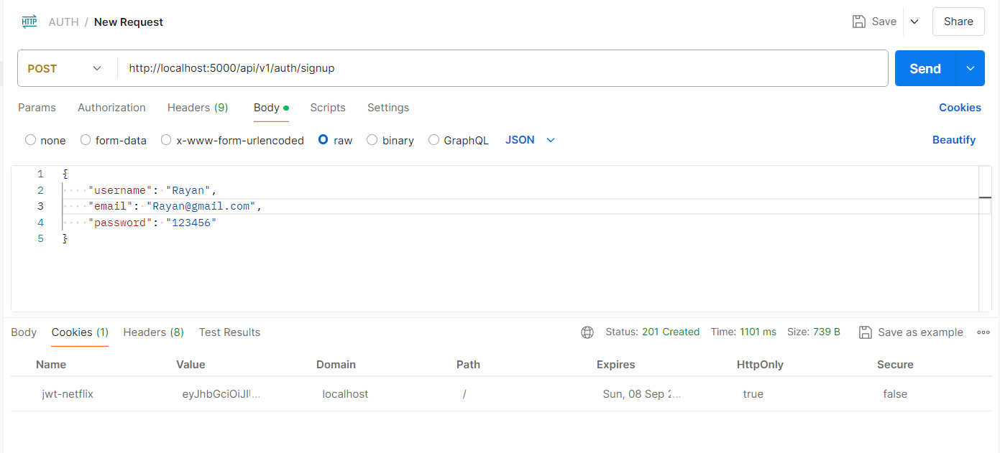 HTTP AUTH / New Request Save Share
POST http://localhost:5000/api/v1/auth/signup Send
Params Authorization Headers (9) Body Scripts Settings Cookies
none form-data x-www-form-urlencoded raw binary GraphQL JSON Beautify
1 {
2 "username": "Rayan",
3 "email": "Rayan@gmail.com",
4 "password": "123456"
5 }
Body Cookies (1) Headers (8) Test Results Status: 201 Created Time: 1101 ms Size: 739 B Save as example
Name Value Domain Path Expires HttpOnly Secure
jwt-netflix eyJhbGciOiJI... localhost / Sun, 08 Sep 2... true false